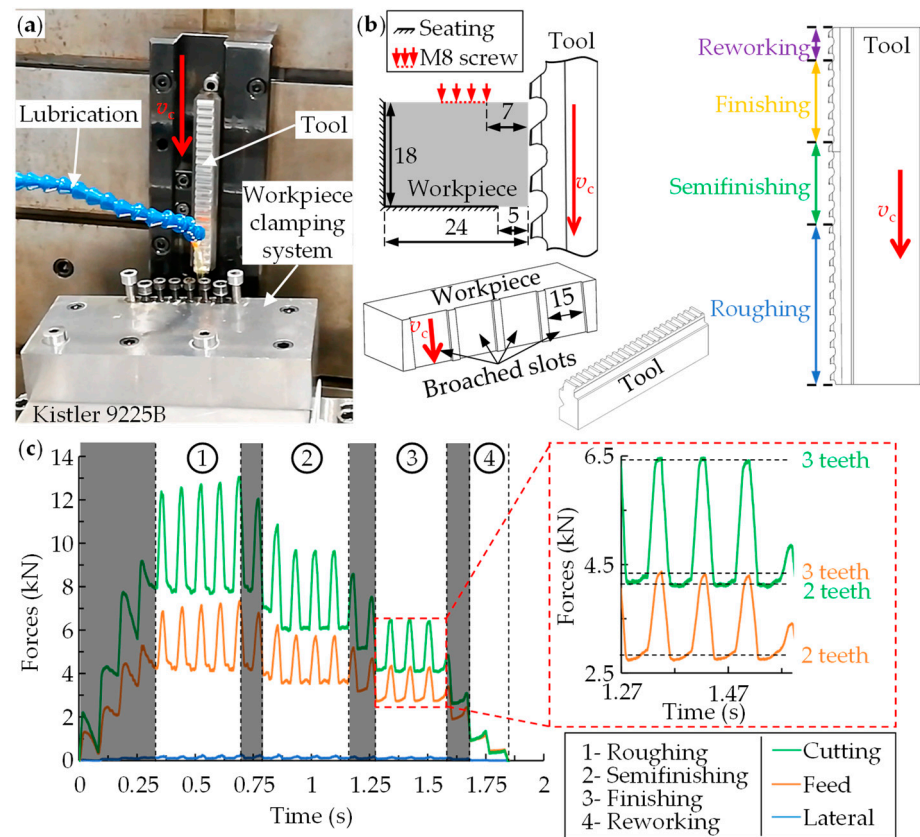 (a)
vc
Lubrication
Tool
Workpiece
clamping
system
Kistler 9225B
(b)
Seating
M8 screw
Tool
7
18
Workpiece
vc
5
24
Workpiece
15
vc
Broached slots
Tool
Reworking
Tool
Finishing
Semifinishing
vc
Roughing
(c)
1
2
3
4
14
12
10
8
6
4
2
0
Forces (kN)
0
0.25
0.5
0.75
1
1.25
1.5
1.75
2
Time (s)
6.5
4.5
2.5
Forces (kN)
3 teeth
3 teeth
2 teeth
2 teeth
1.27
1.47
Time (s)
1- Roughing
2- Semifinishing
3- Finishing
4- Reworking
Cutting
Feed
Lateral